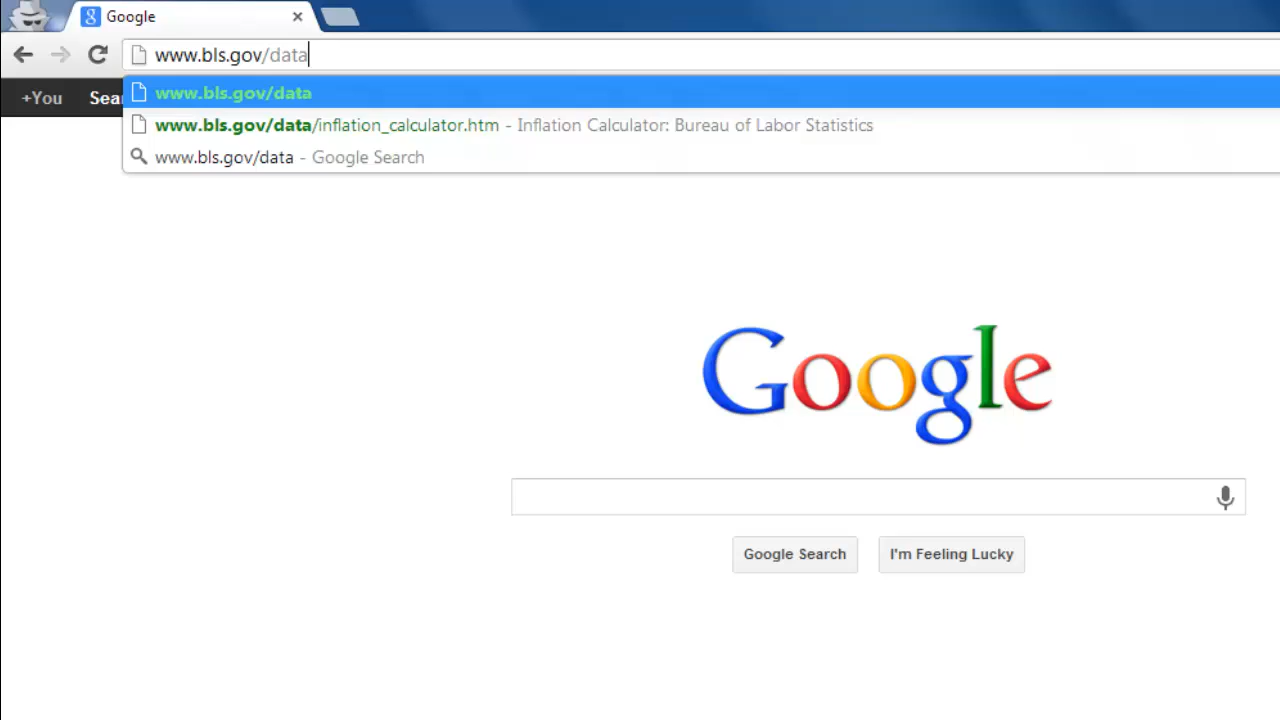 Google
www.bls.gov/data
www.bls.gov/data
+You Sea
www.bls.gov/data/inflation_calculator.htm - Inflation Calculator: Bureau of Labor Statistics
www.bls.gov/data - Google Search
Google
Google Search I'm Feeling Lucky